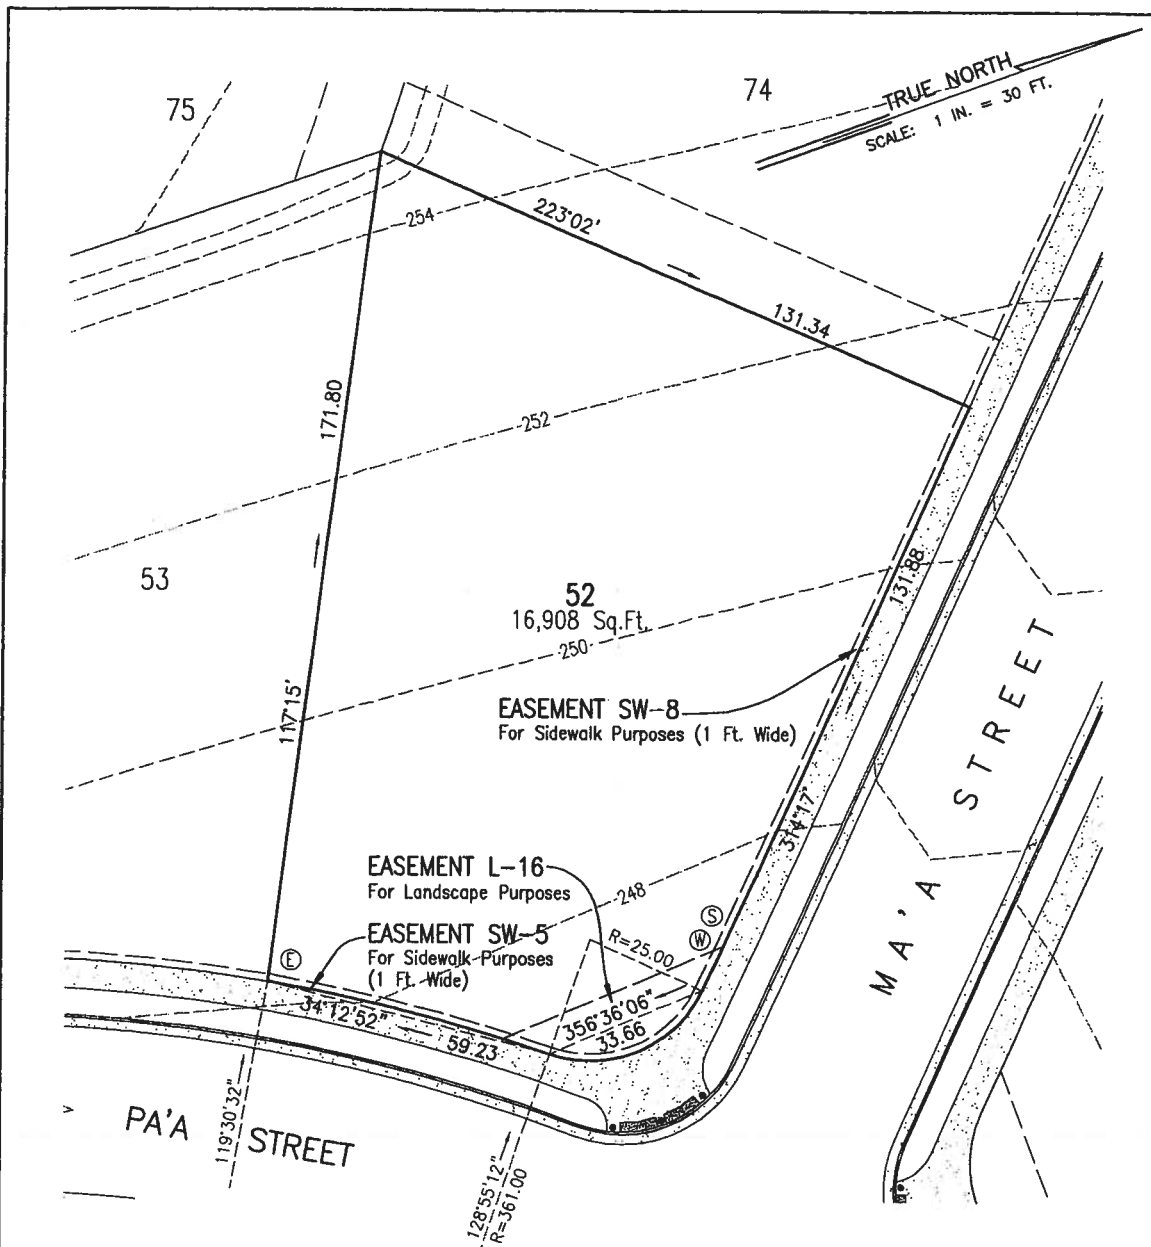 75
74
TRUE NORTH
SCALE: 1 IN. = 30 FT.
254
223°02'
131.34
171.80
252
53
52
16,908 Sq.Ft.
250
131.88
EASEMENT SW-8
For Sidewalk Purposes (1 Ft. Wide)
117°15'
314°17'
MA'A STREET
EASEMENT L-16
For Landscape Purposes
248
S
W
R=25.00
EASEMENT SW-5
For Sidewalk Purposes
(1 Ft. Wide)
E
34°12'52"
59.23
356°36'06"
33.66
PA'A STREET
119°30'32"
128°55'12"
R=361.00